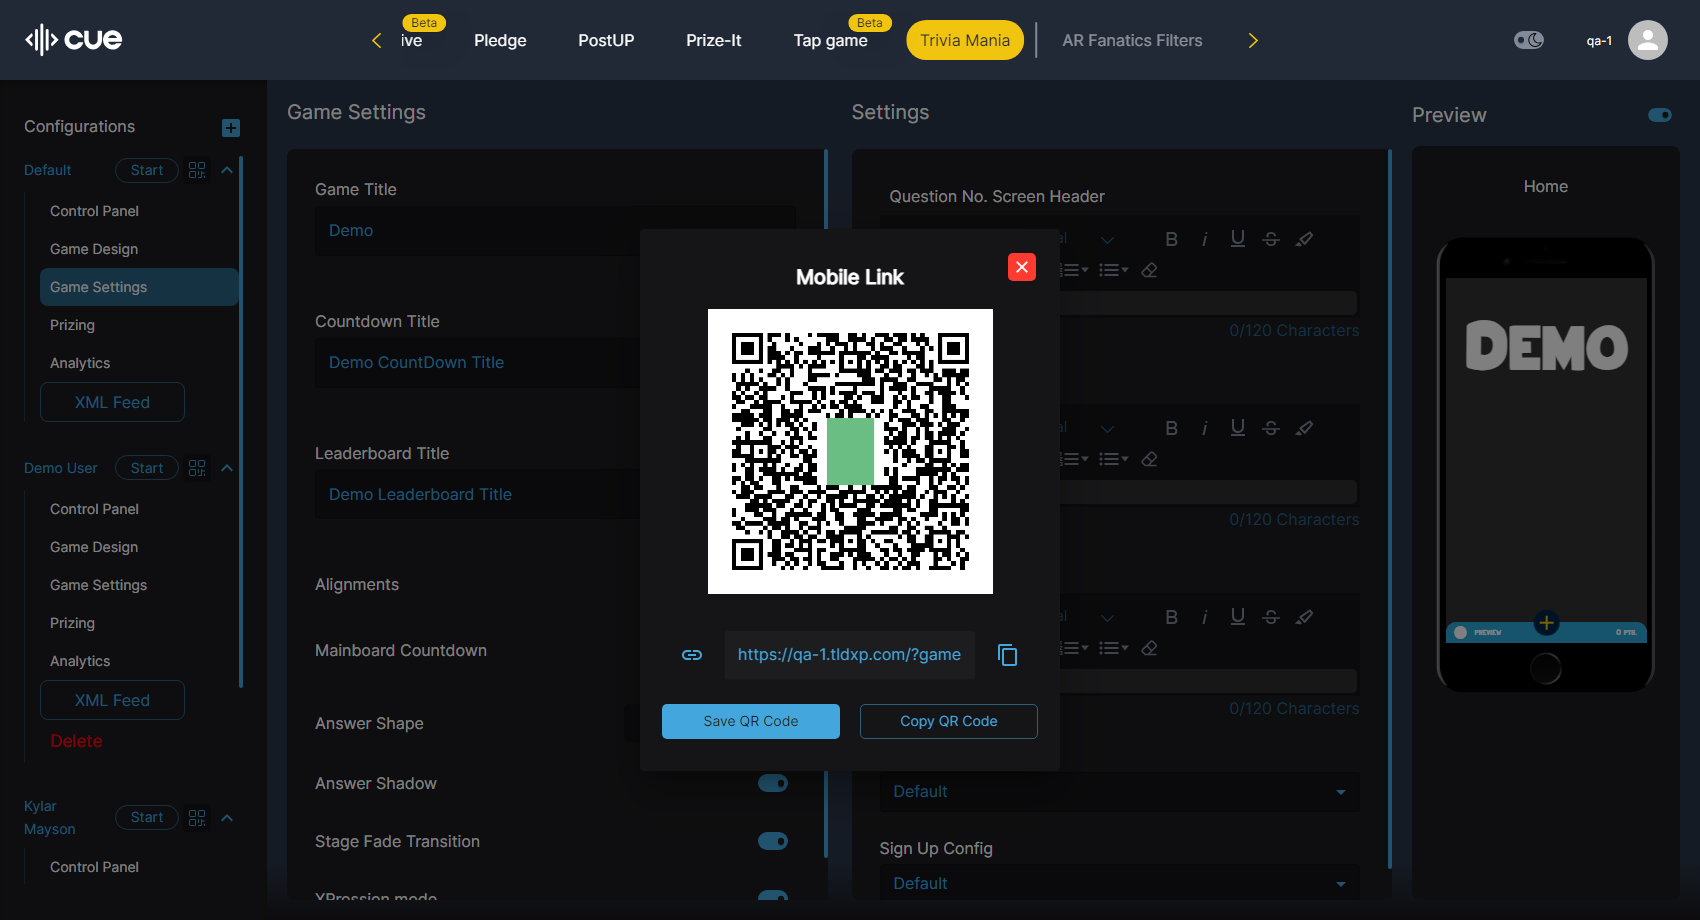 cue
Beta
ive
Pledge
PostUP
Prize-It
Beta
Tap game
Trivia Mania
AR Fanatics Filters
qa-1
Configurations
Default
Start
Control Panel
Game Design
Game Settings
Prizing
Analytics
XML Feed
Demo User
Start
Control Panel
Game Design
Game Settings
Prizing
Analytics
XML Feed
Delete
Kylar
Mayson
Start
Control Panel
Game Settings
Game Title
Demo
Countdown Title
Demo CountDown Title
Leaderboard Title
Demo Leaderboard Title
Alignments
Mainboard Countdown
Answer Shape
Answer Shadow
Stage Fade Transition
XPression mode
Mobile Link
https://qa-1.tldxp.com/?game
Save QR Code
Copy QR Code
Settings
Question No. Screen Header
al
B i U S
0/120 Characters
al
B i U S
0/120 Characters
al
B i U S
0/120 Characters
Default
Sign Up Config
Default
Preview
Home
DEMO
PREVIEW
0 PTS.